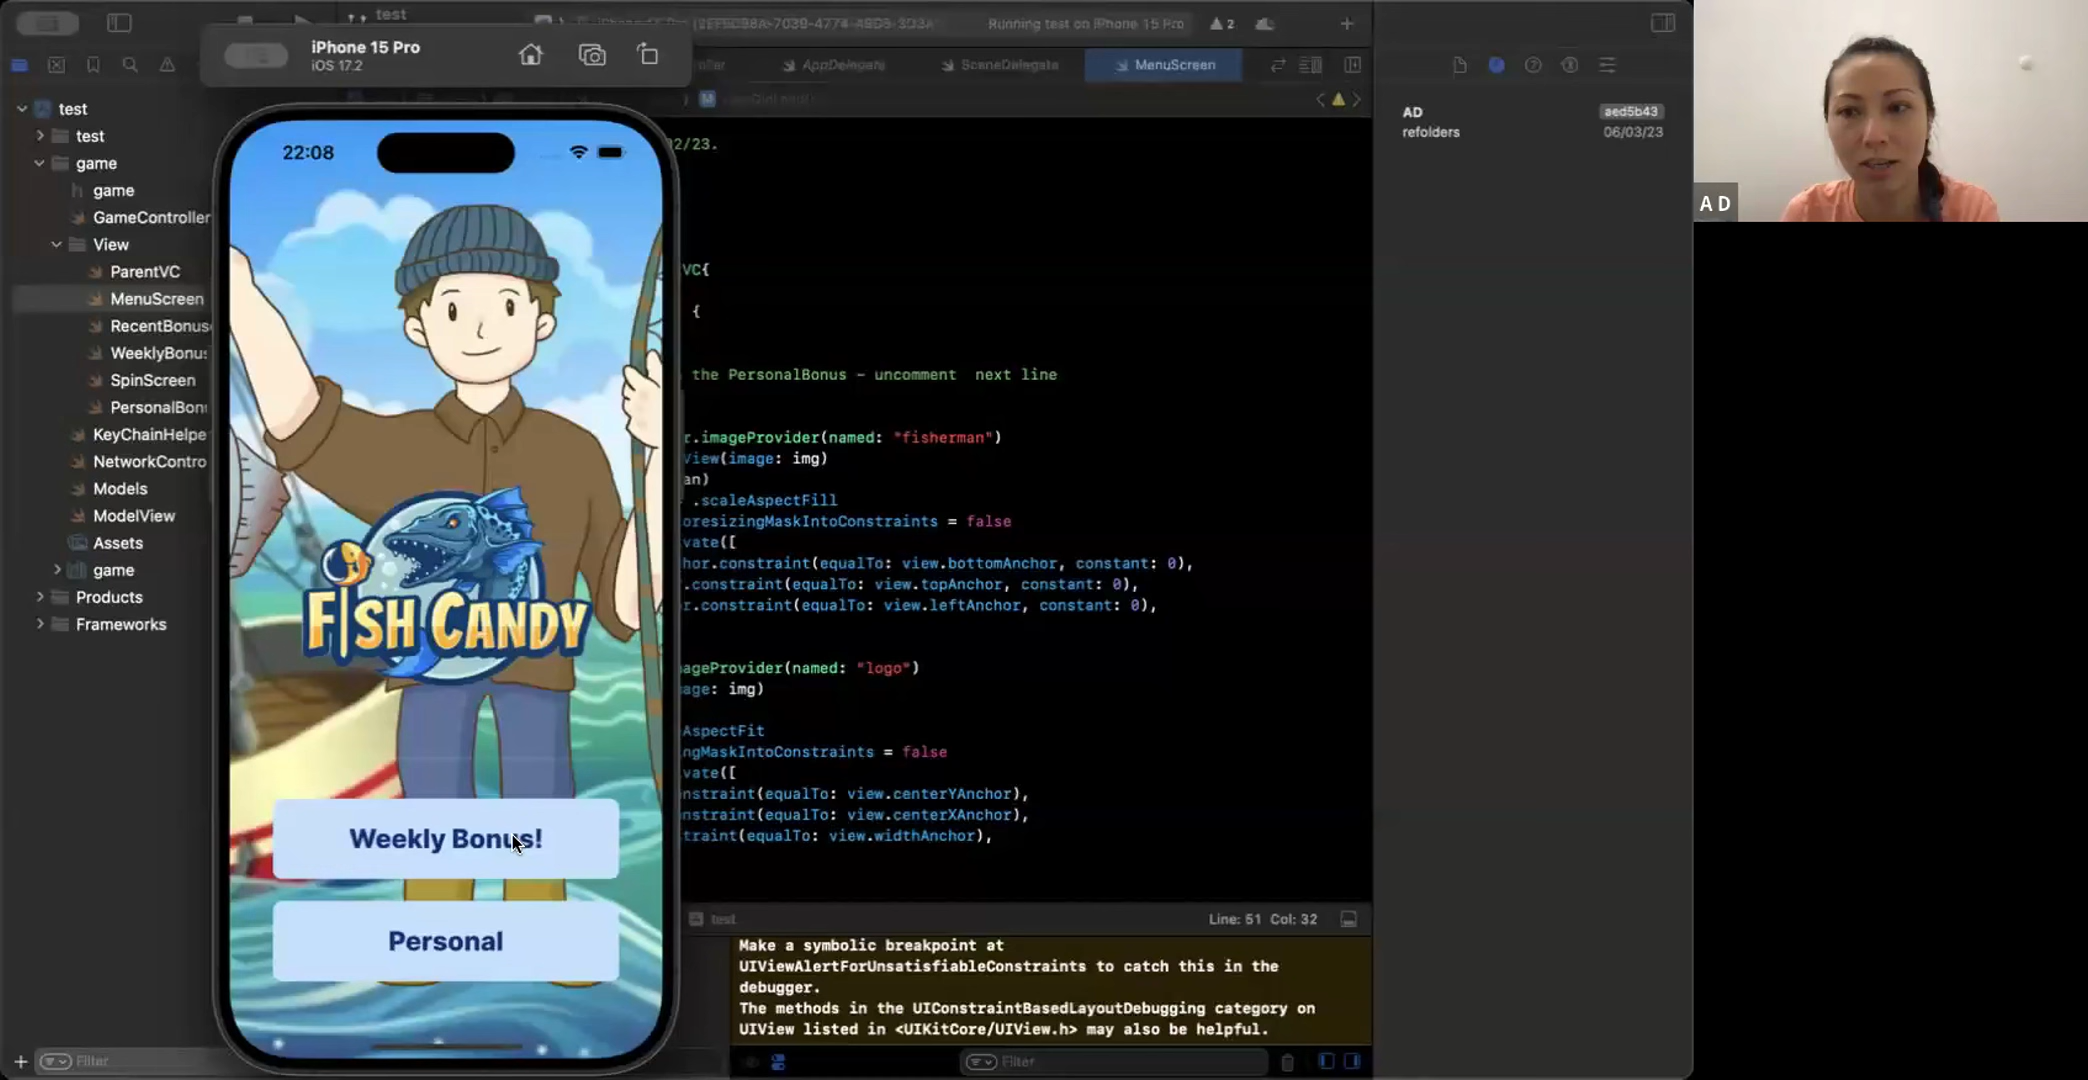 test
iPhone 15 Pro
iOS 17.2
Running test on iPhone 15 Pro
2
AppDelegate
SceneDelegate
MenuScreen
test
test
game
game
GameController
View
ParentVC
MenuScreen
RecentBonus
WeeklyBonus
SpinScreen
PersonalBon
KeyChainHelpe
NetworkContro
Models
ModelView
Assets
game
Products
Frameworks
Filter
22:08
FISH CANDY
Weekly Bonus!
Personal
2/23.
VC{
{
the PersonalBonus – uncomment next line
r.imageProvider(named: "fisherman")
View(image: img)
an)
.scaleAspectFill
oresizingMaskIntoConstraints = false
vate([
hor.constraint(equalTo: view.bottomAnchor, constant: 0),
.constraint(equalTo: view.topAnchor, constant: 0),
r.constraint(equalTo: view.leftAnchor, constant: 0),
ageProvider(named: "logo")
age: img)
AspectFit
ngMaskIntoConstraints = false
vate([
nstraint(equalTo: view.centerYAnchor),
nstraint(equalTo: view.centerXAnchor),
traint(equalTo: view.widthAnchor),
test
Line: 51 Col: 32
Make a symbolic breakpoint at
UIViewAlertForUnsatisfiableConstraints to catch this in the
debugger.
The methods in the UIConstraintBasedLayoutDebugging category on
UIView listed in <UIKitCore/UIView.h> may also be helpful.
Filter
AD
aed5b43
refolders
06/03/23
A D